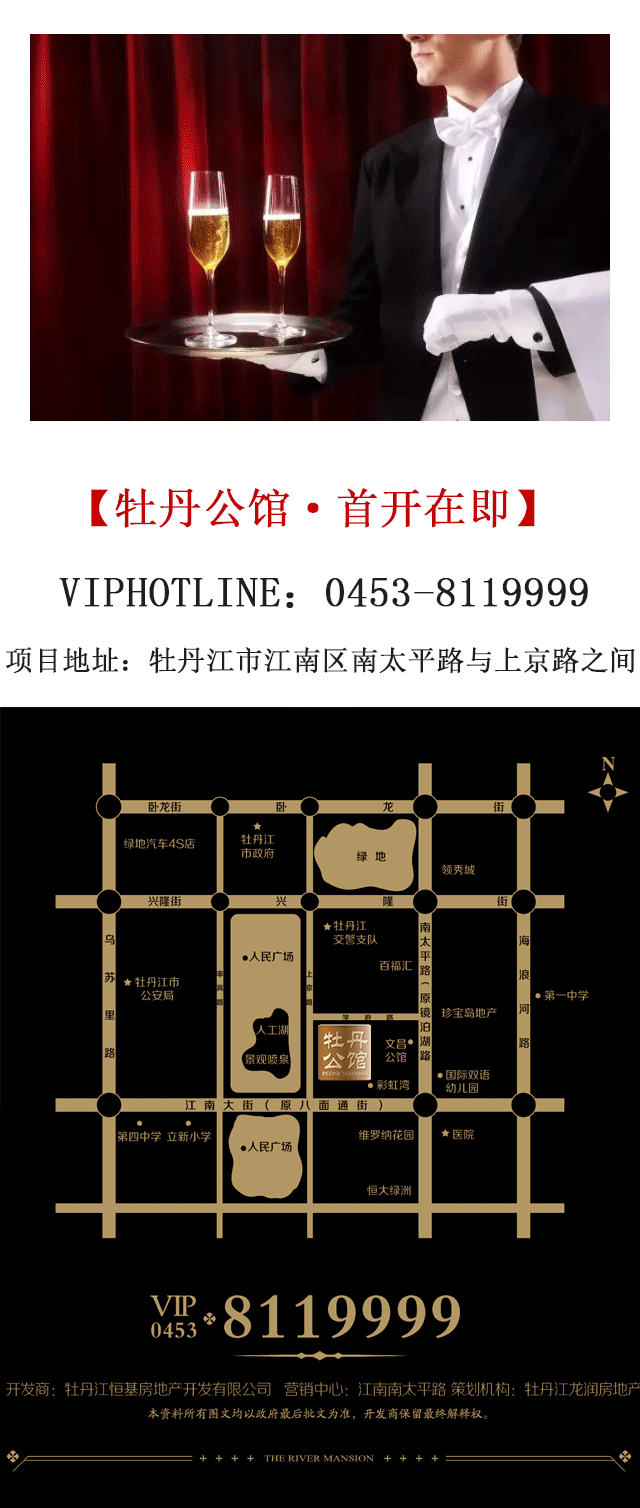 【牡丹公馆·首开在即】
VIPHOTLINE：0453-8119999
项目地址：牡丹江市江南区南太平路与上京路之间
N
卧龙街 卧 龙 街
绿地汽车4S店
牡丹江
市政府
绿 地
领秀城
兴隆街 兴 隆 街
乌苏里路
牡丹江市
公安局
人民广场
人工湖
景观喷泉
上京路
牡丹江
交警支队
百福汇
学府路
牡丹
公馆
PEONY MANSION
文昌
公馆
彩虹湾
南太平路（原镜泊湖路）
珍宝岛地产
国际双语
幼儿园
海浪河路
第一中学
江南大街（原八面通街）
第四中学 立新小学
人民广场
维罗纳花园
医院
恒大绿洲
VIP
0453
8119999
开发商：牡丹江恒基房地产开发有限公司 营销中心：江南南太平路 策划机构：牡丹江龙润房地产
本资料所有图文均以政府最后批文为准，开发商保留最终解释权。
THE RIVER MANSION